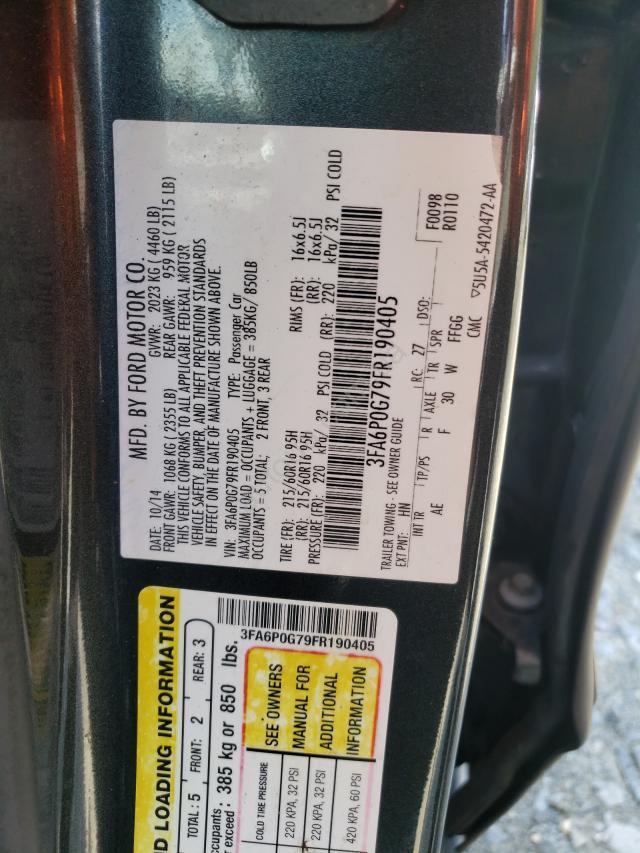 MFD. BY FORD MOTOR CO.
DATE: 10/14 GVWR: 2023 KG ( 4460 LB)
FRONT GAWR: 1068 KG ( 2355 LB) REAR GAWR: 959 KG ( 2115 LB)
THIS VEHICLE CONFORMS TO ALL APPLICABLE FEDERAL MOTOR
VEHICLE SAFETY, BUMPER, AND THEFT PREVENTION STANDARDS
IN EFFECT ON THE DATE OF MANUFACTURE SHOWN ABOVE.
VIN: 3FA6P0G79FR190405 TYPE: Passenger Car
MAXIMUM LOAD = OCCUPANTS + LUGGAGE = 385KG/ 850LB
OCCUPANTS = 5 TOTAL: 2 FRONT, 3 REAR
TIRE (FR): 215/60R16 95H RIMS (FR): 16x6.5J
(RR): 215/60R16 95H (RR): 16x6.5J
PRESSURE (FR): 220 kPa/ 32 PSI COLD (RR): 220 kPa/ 32 PSI COLD
3FA6P0G79FR190405
TRAILER TOWING - SEE OWNER GUIDE
EXT PNT: HN RC: 27 DSO: F0098
R0110
INT TR TP/PS R AXLE TR SPR
AE F 30 W FFGG
CMC ▽5U5A-5420472-AA
ND LOADING INFORMATION
TOTAL: 5 FRONT: 2 REAR: 3
ccupants
r exceed : 385 kg or 850 lbs.
3FA6P0G79FR190405
COLD TIRE PRESSURE
220 KPA, 32 PSI
220 KPA, 32 PSI
420 KPA, 60 PSI
SEE OWNERS
MANUAL FOR
ADDITIONAL
INFORMATION